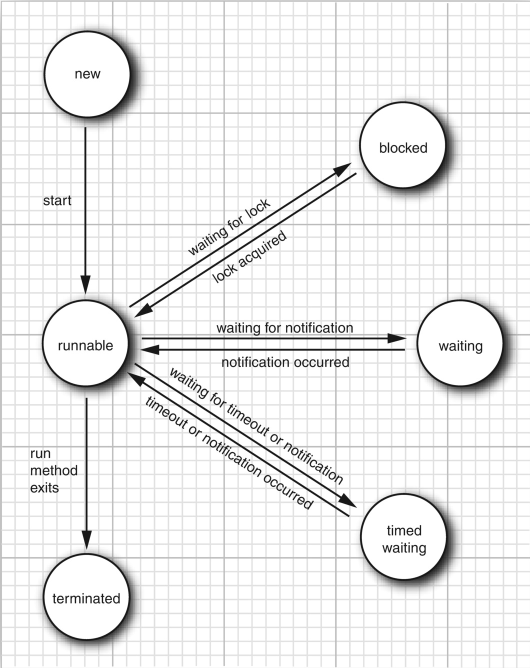 new
blocked
start
waiting for lock
lock acquired
runnable
waiting for notification
notification occurred
waiting
waiting for timeout or notification
timeout or notification occurred
run
method
exits
timed
waiting
terminated